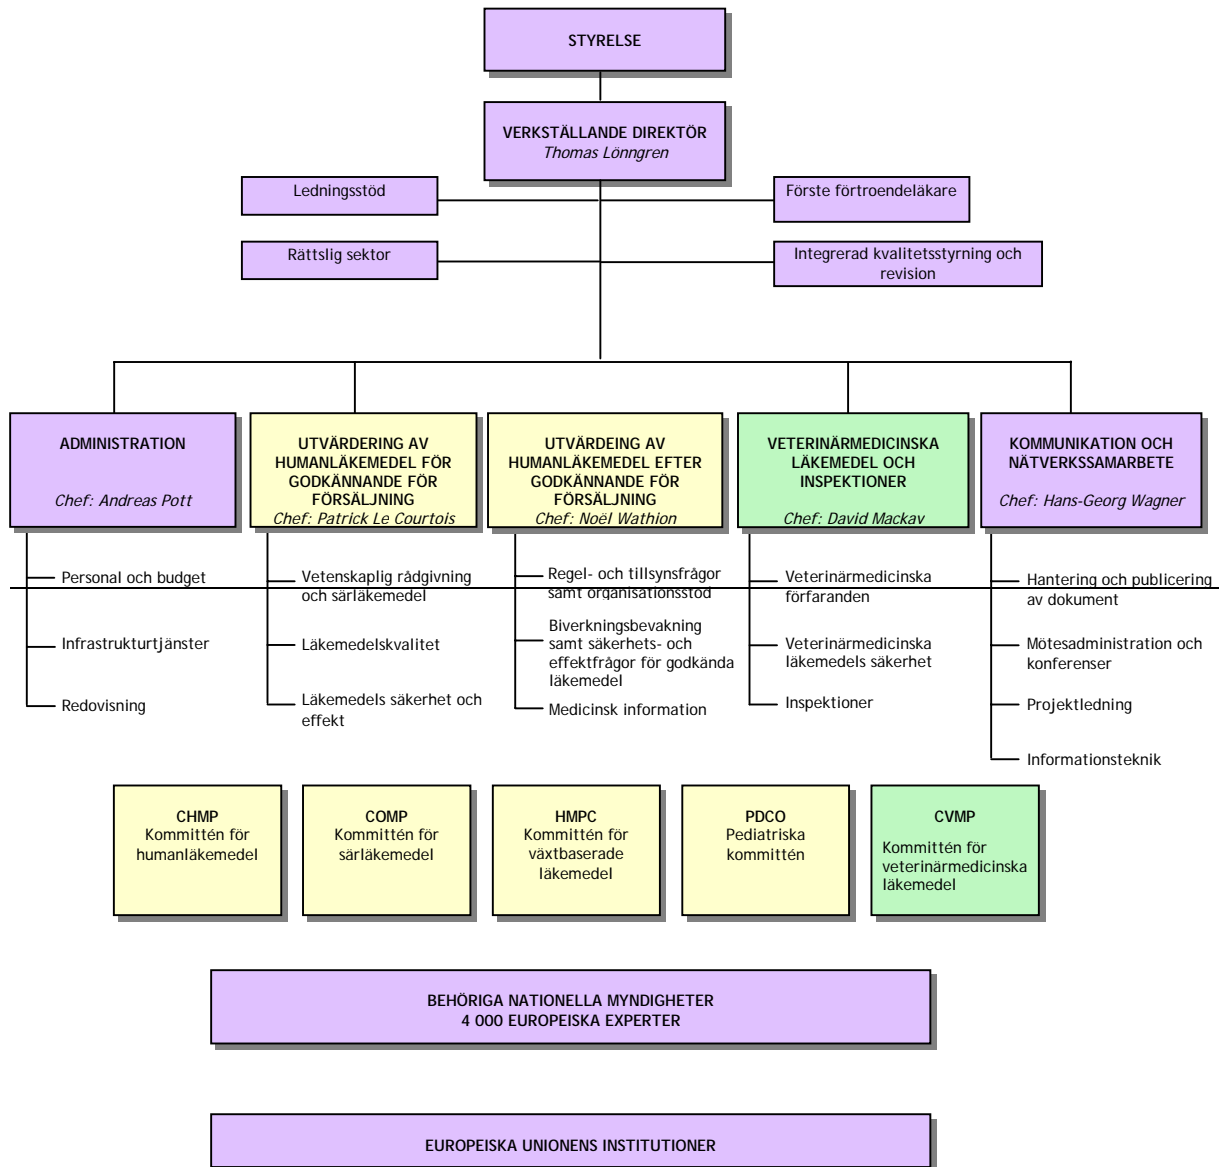 STYRELSE
VERKSTÄLLANDE DIREKTÖR
Thomas Lönngren
Ledningsstöd
Förste förtroendeläkare
Rättslig sektor
Integrerad kvalitetsstyrning och
revision
ADMINISTRATION
Chef: Andreas Pott
UTVÄRDERING AV
HUMANLÄKEMEDEL FÖR
GODKÄNNANDE FÖR
FÖRSÄLJNING
Chef: Patrick Le Courtois
UTVÄRDEING AV
HUMANLÄKEMEDEL EFTER
GODKÄNNANDE FÖR
FÖRSÄLJNING
Chef: Noël Wathion
VETERINÄRMEDICINSKA
LÄKEMEDEL OCH
INSPEKTIONER
Chef: David Mackay
KOMMUNIKATION OCH
NÄTVERKSSAMARBETE
Chef: Hans-Georg Wagner
Personal och budget
Infrastrukturtjänster
Redovisning
Vetenskaplig rådgivning
och särläkemedel
Läkemedelskvalitet
Läkemedels säkerhet och
effekt
Regel- och tillsynsfrågor
samt organisationsstöd
Biverkningsbevakning
samt säkerhets- och
effektfrågor för godkända
läkemedel
Medicinsk information
Veterinärmedicinska
förfaranden
Veterinärmedicinska
läkemedels säkerhet
Inspektioner
Hantering och publicering
av dokument
Mötesadministration och
konferenser
Projektledning
Informationsteknik
CHMP
Kommittén för
humanläkemedel
COMP
Kommittén för
särläkemedel
HMPC
Kommittén för
växtbaserade
läkemedel
PDCO
Pediatriska
kommittén
CVMP
Kommittén för
veterinärmedicinska
läkemedel
BEHÖRIGA NATIONELLA MYNDIGHETER
4 000 EUROPEISKA EXPERTER
EUROPEISKA UNIONENS INSTITUTIONER